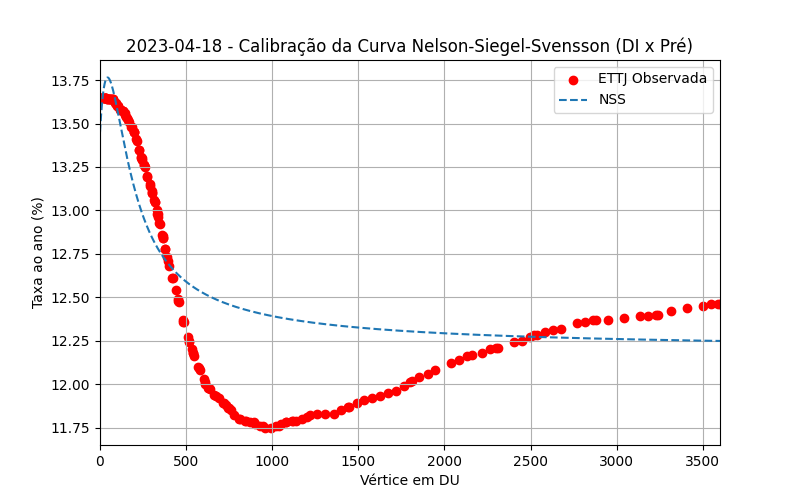 2023-04-18 - Calibração da Curva Nelson-Siegel-Svensson (DI x Pré)
ETTJ Observada
NSS
Taxa ao ano (%)
13.75
13.50
13.25
13.00
12.75
12.50
12.25
12.00
11.75
0 500 1000 1500 2000 2500 3000 3500
Vértice em DU